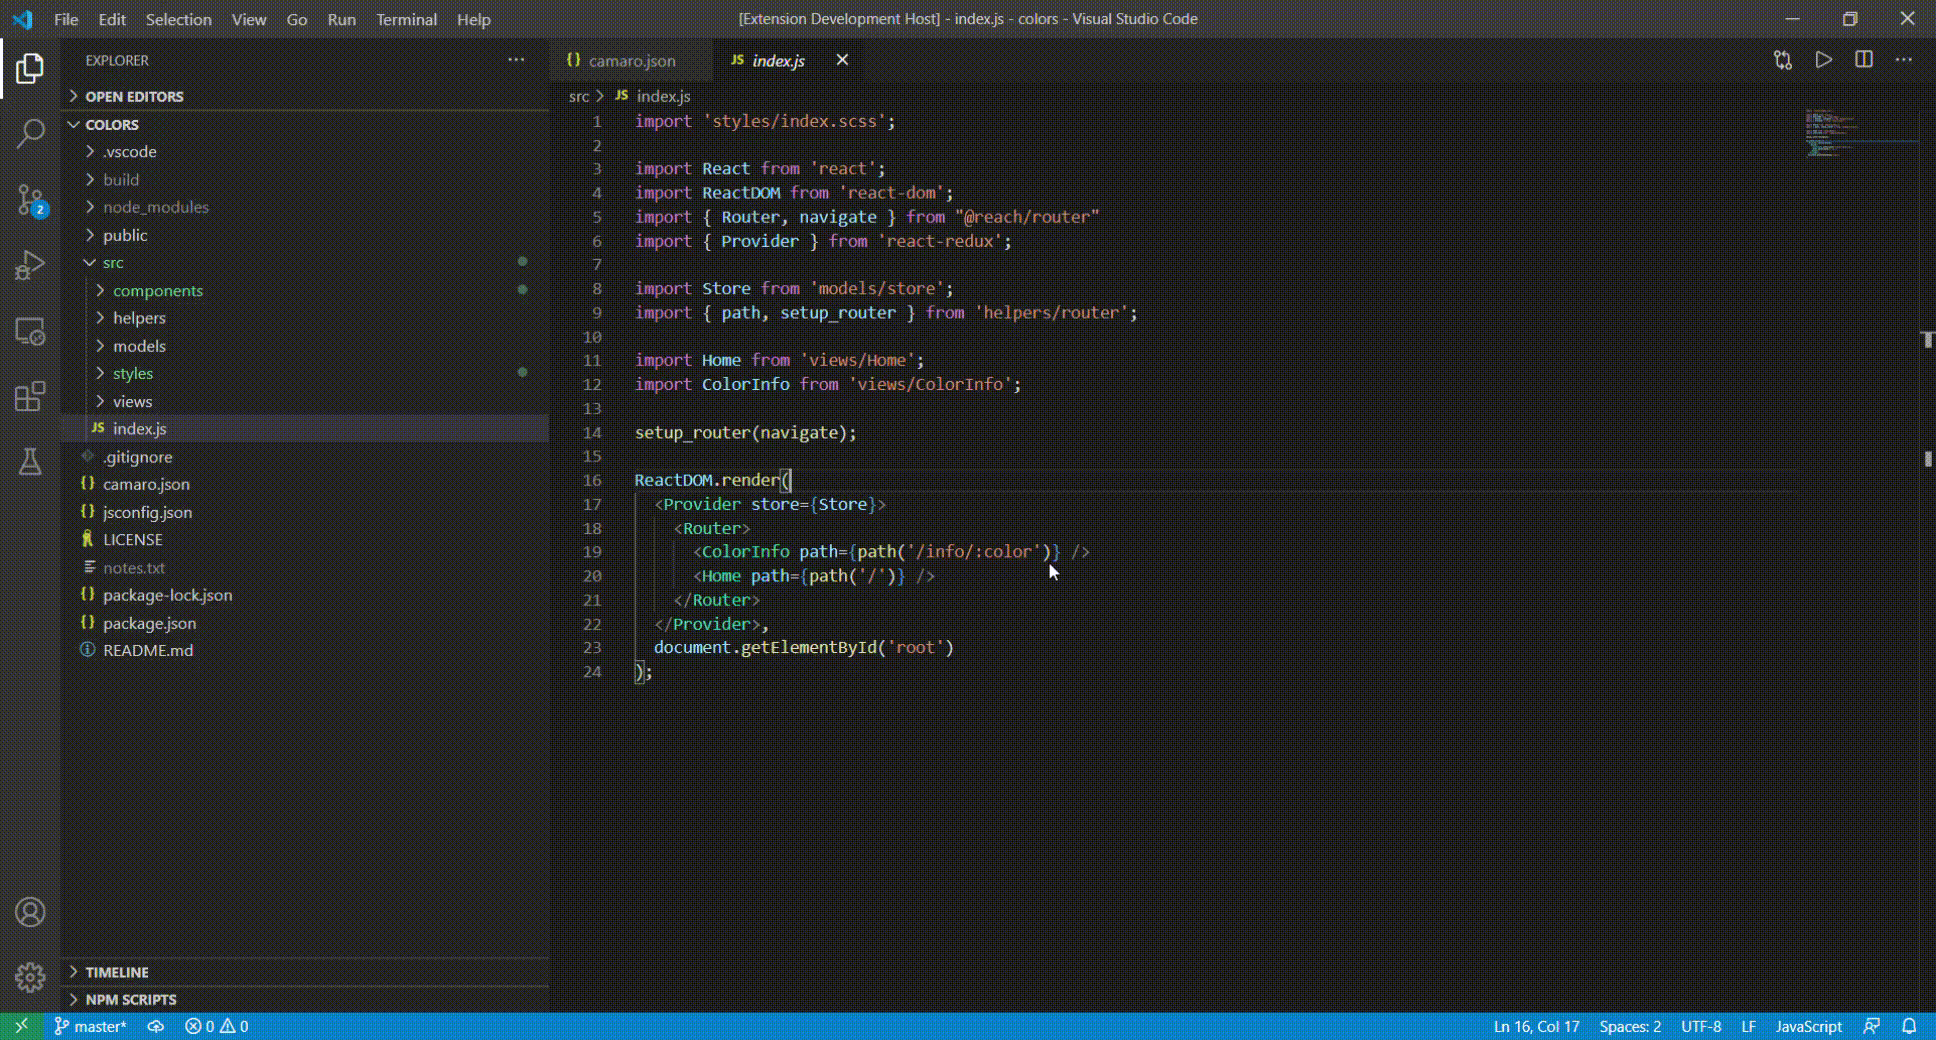 File Edit Selection View Go Run Terminal Help
[Extension Development Host] - index.js - colors - Visual Studio Code
EXPLORER
OPEN EDITORS
COLORS
.vscode
build
node_modules
public
src
components
helpers
models
styles
views
JS index.js
.gitignore
{} camaro.json
{} jsconfig.json
LICENSE
notes.txt
{} package-lock.json
{} package.json
README.md
TIMELINE
NPM SCRIPTS
2
{} camaro.json JS index.js
src > JS index.js
1 import 'styles/index.scss';
2
3 import React from 'react';
4 import ReactDOM from 'react-dom';
5 import { Router, navigate } from "@reach/router"
6 import { Provider } from 'react-redux';
7
8 import Store from 'models/store';
9 import { path, setup_router } from 'helpers/router';
10
11 import Home from 'views/Home';
12 import ColorInfo from 'views/ColorInfo';
13
14 setup_router(navigate);
15
16 ReactDOM.render(
17 <Provider store={Store}>
18 <Router>
19 <ColorInfo path={path('/info/:color')} />
20 <Home path={path('/')} />
21 </Router>
22 </Provider>,
23 document.getElementById('root')
24 );
master* 0 0
Ln 16, Col 17 Spaces: 2 UTF-8 LF JavaScript